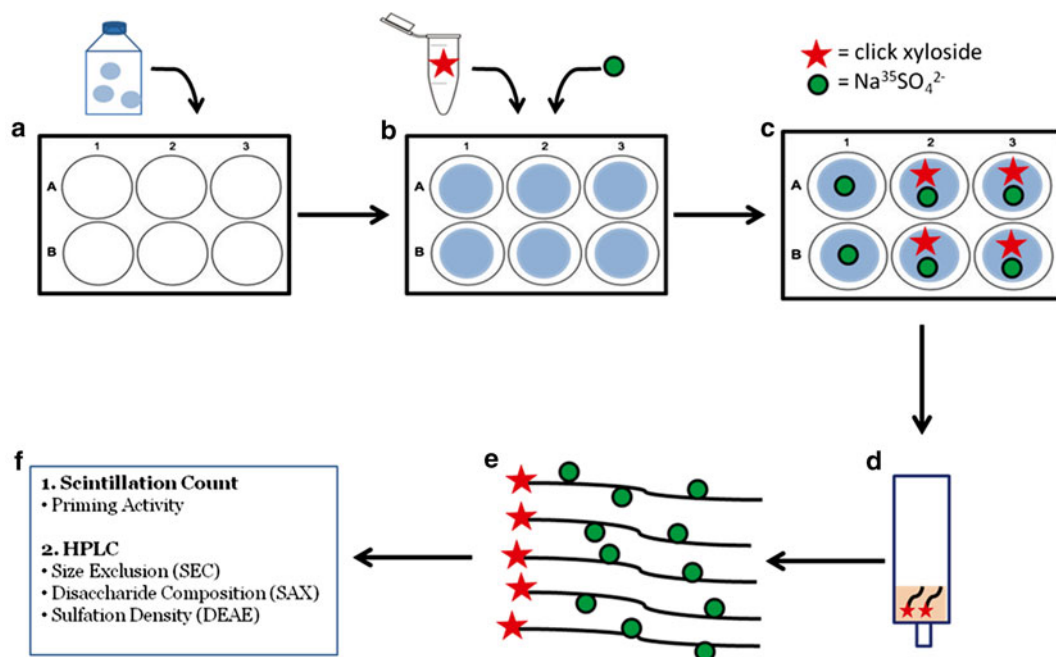 = click xyloside
= Na³⁵SO₄²⁻
a
1 2 3
A
B
b
1 2 3
A
B
c
1 2 3
A
B
f
1. Scintillation Count
• Priming Activity
2. HPLC
• Size Exclusion (SEC)
• Disaccharide Composition (SAX)
• Sulfation Density (DEAE)
e
d